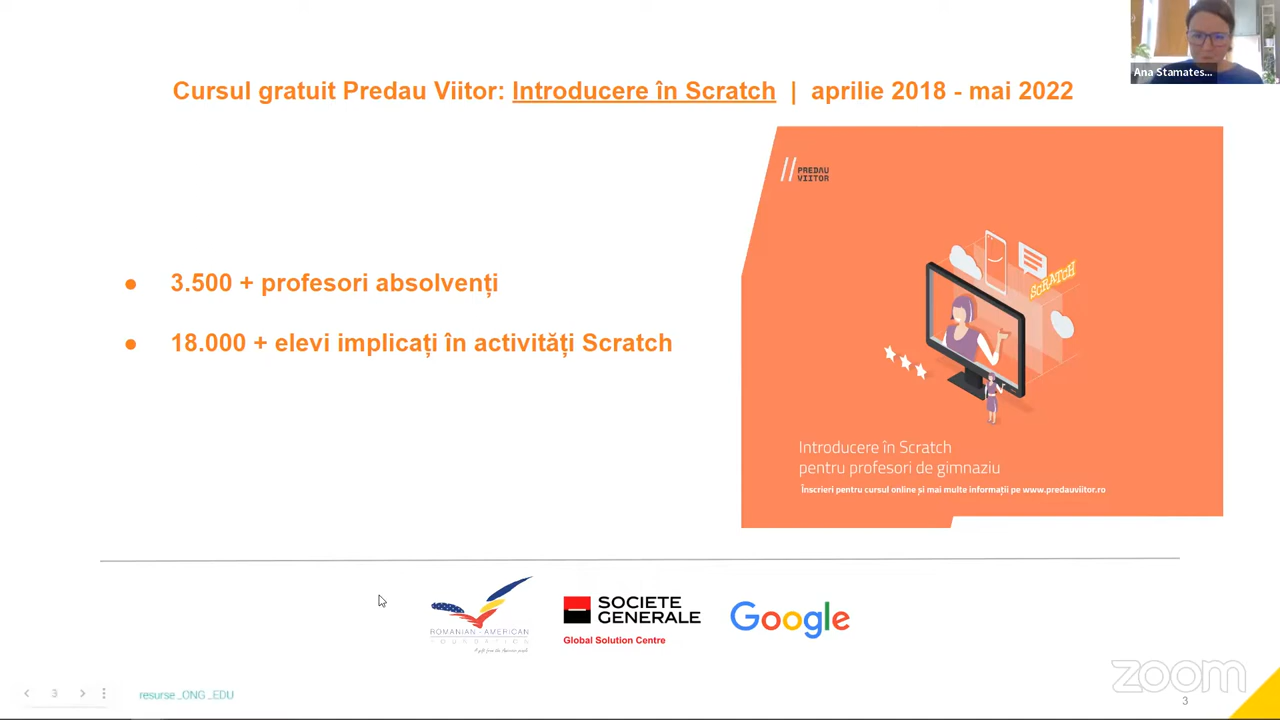 Ana Stamates...
Cursul gratuit Predau Viitor: Introducere în Scratch | aprilie 2018 - mai 2022
PREDAU
VIITOR
SCRATCH
3.500 + profesori absolvenți
18.000 + elevi implicați în activități Scratch
Introducere în Scratch
pentru profesori de gimnaziu
Înscrieri pentru cursul online și mai multe informații pe www.predauviitor.ro
ROMANIAN - AMERICAN
FOUNDATION
SOCIETE
GENERALE
Global Solution Centre
Google
zoom
3
resurse_ONG_EDU
3